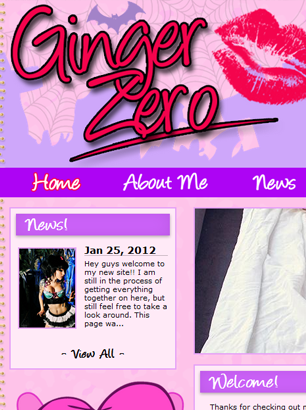 Ginger
Zero
Home About Me News
News!
Jan 25, 2012
Hey guys welcome to
my new site!! I am
still in the process of
getting everything
together on here, but
still feel free to take a
look around. This
page wa...
~ View All ~
Welcome!
Thanks for checking out